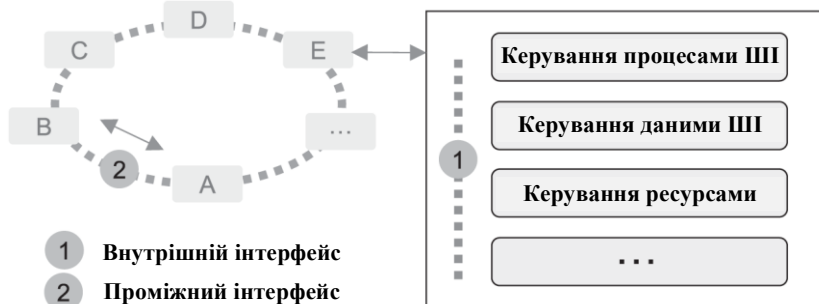 D
C
E
B
...
2
A
Керування процесами ШІ
Керування даними ШІ
1
Керування ресурсами
...
1 Внутрішній інтерфейс
2 Проміжний інтерфейс